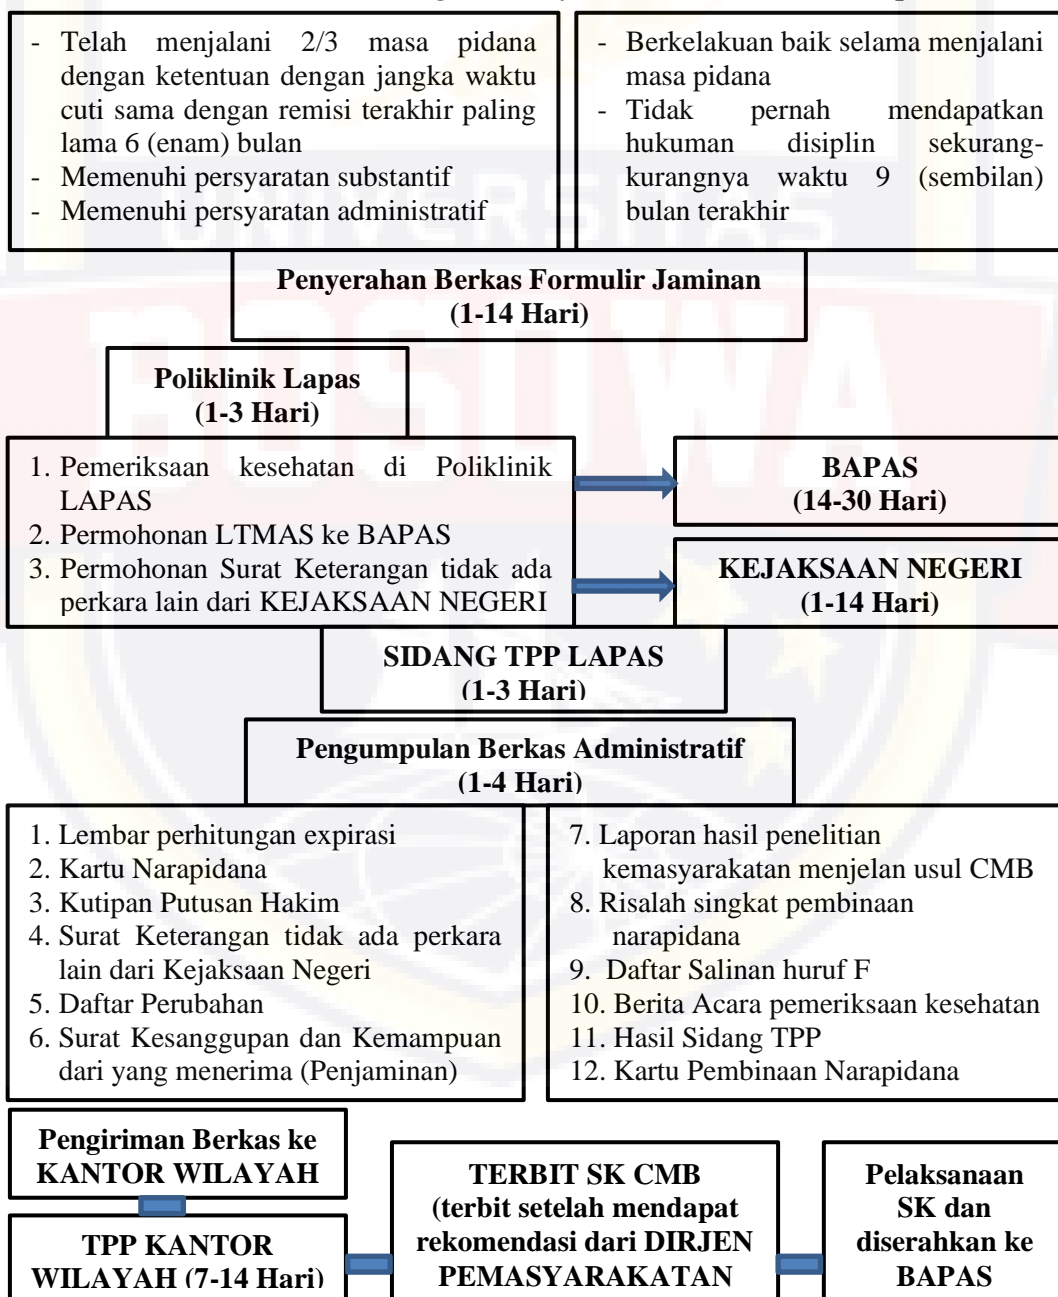 - Telah menjalani 2/3 masa pidana
dengan ketentuan dengan jangka waktu
cuti sama dengan remisi terakhir paling
lama 6 (enam) bulan
- Memenuhi persyaratan substantif
- Memenuhi persyaratan administratif
- Berkelakuan baik selama menjalani
masa pidana
- Tidak pernah mendapatkan
hukuman disiplin sekurang-
kurangnya waktu 9 (sembilan)
bulan terakhir
UNIVERSITAS
BOSOWA
Penyerahan Berkas Formulir Jaminan
(1-14 Hari)
Poliklinik Lapas
(1-3 Hari)
1. Pemeriksaan kesehatan di Poliklinik
LAPAS
2. Permohonan LTMAS ke BAPAS
3. Permohonan Surat Keterangan tidak ada
perkara lain dari KEJAKSAAN NEGERI
BAPAS
(14-30 Hari)
KEJAKSAAN NEGERI
(1-14 Hari)
SIDANG TPP LAPAS
(1-3 Hari)
Pengumpulan Berkas Administratif
(1-4 Hari)
1. Lembar perhitungan expirasi
2. Kartu Narapidana
3. Kutipan Putusan Hakim
4. Surat Keterangan tidak ada perkara
lain dari Kejaksaan Negeri
5. Daftar Perubahan
6. Surat Kesanggupan dan Kemampuan
dari yang menerima (Penjaminan)
7. Laporan hasil penelitian
kemasyarakatan menjelan usul CMB
8. Risalah singkat pembinaan
narapidana
9. Daftar Salinan huruf F
10. Berita Acara pemeriksaan kesehatan
11. Hasil Sidang TPP
12. Kartu Pembinaan Narapidana
Pengiriman Berkas ke
KANTOR WILAYAH
TPP KANTOR
WILAYAH (7-14 Hari)
TERBIT SK CMB
(terbit setelah mendapat
rekomendasi dari DIRJEN
PEMASYARAKATAN
Pelaksanaan
SK dan
diserahkan ke
BAPAS